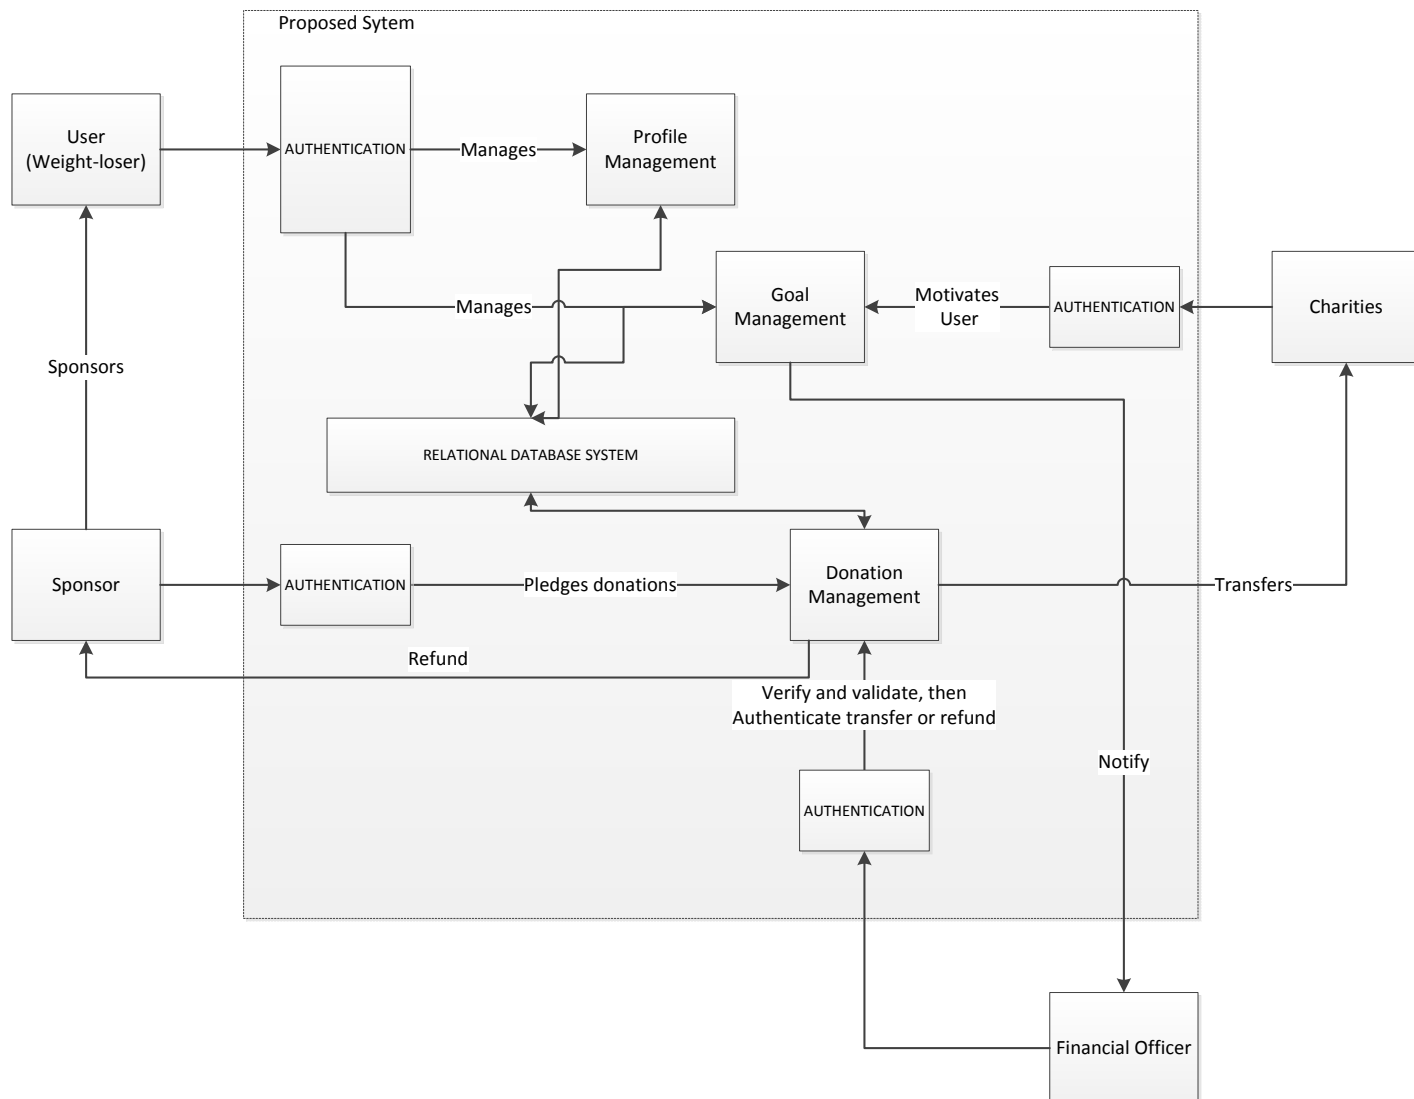 Proposed Sytem
User
(Weight-loser)
AUTHENTICATION
Manages
Profile
Management
Manages
Goal
Management
Motivates
User
AUTHENTICATION
Charities
Sponsors
RELATIONAL DATABASE SYSTEM
Sponsor
AUTHENTICATION
Pledges donations
Donation
Management
Transfers
Refund
Verify and validate, then
Authenticate transfer or refund
Notify
AUTHENTICATION
Financial Officer